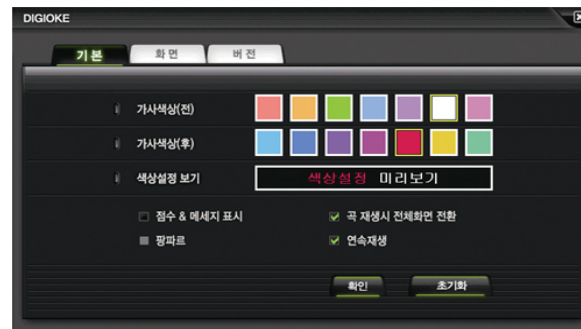 DIGIOKE
기본 화면 버전
가사색상(전)
가사색상(후)
색상설정 보기 색상설정 미리보기
점수 & 메세지 표시 곡 재생시 전체화면 전환
팡파르 연속재생
확인 초기화